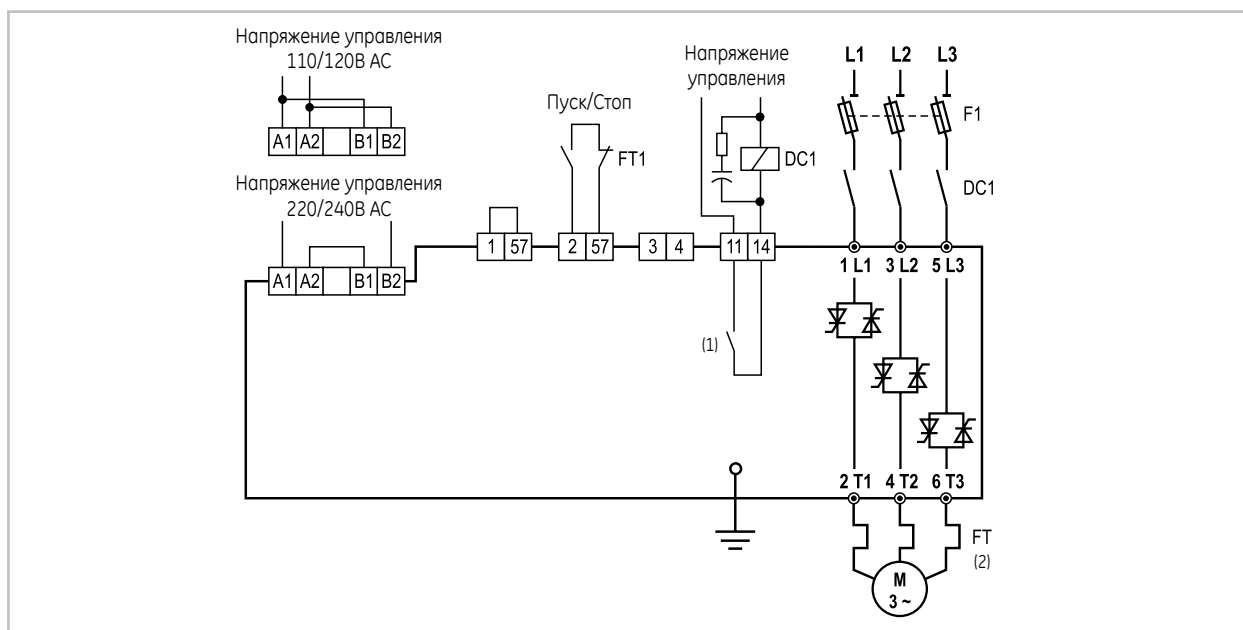 Напряжение управления
110/120В AC
A1 A2 B1 B2
Напряжение управления
220/240В AC
A1 A2 B1 B2
1 57
Пуск/Стоп
FT1
2 57
3 4
Напряжение
управления
DC1
11 14
(1)
L1 L2 L3
F1
DC1
1 L1 3 L2 5 L3
2 T1 4 T2 6 T3
FT
(2)
M
3 ~